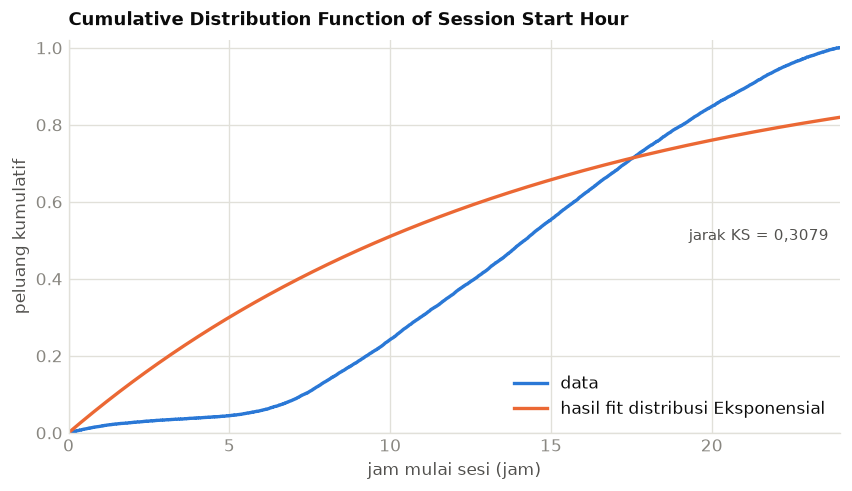 Cumulative Distribution Function of Session Start Hour
peluang kumulatif
1.0
0.8
0.6
0.4
0.2
0.0
jarak KS = 0,3079
data
hasil fit distribusi Eksponensial
0
5
10
15
20
jam mulai sesi (jam)